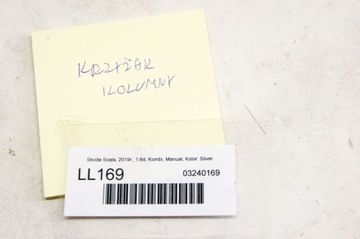 KRZYŻAK
KOLUMNY
Skoda Scala, 2019r., 1.6d, Kombi, Manual, Kolor: Silver
LL169 03240169